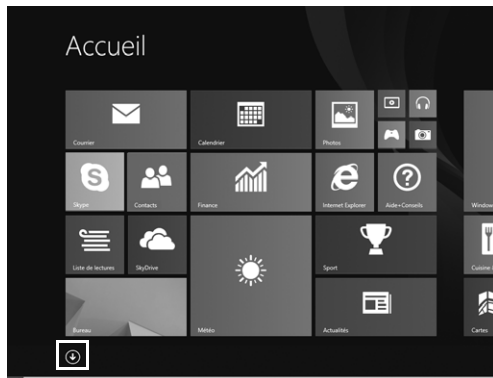 Accueil
Courrier
Calendrier
Photos
Skype
Contacts
Finance
Internet Explorer
Aide+Conseils
Window
Liste de lectures
SkyDrive
Météo
Sport
Cuisine
Bureau
Actualités
Cartes